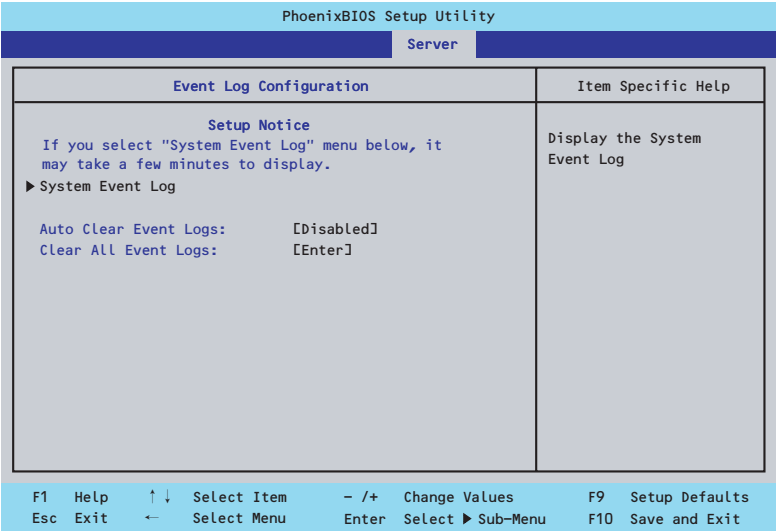 PhoenixBIOS Setup Utility
Server
Event Log Configuration
Item Specific Help
Setup Notice
If you select "System Event Log" menu below, it
may take a few minutes to display.
▶System Event Log
Display the System
Event Log
Auto Clear Event Logs: [Disabled]
Clear All Event Logs: [Enter]
F1 Help ↑↓ Select Item - /+ Change Values F9 Setup Defaults
Esc Exit ← Select Menu Enter Select ▶Sub-Menu F10 Save and Exit